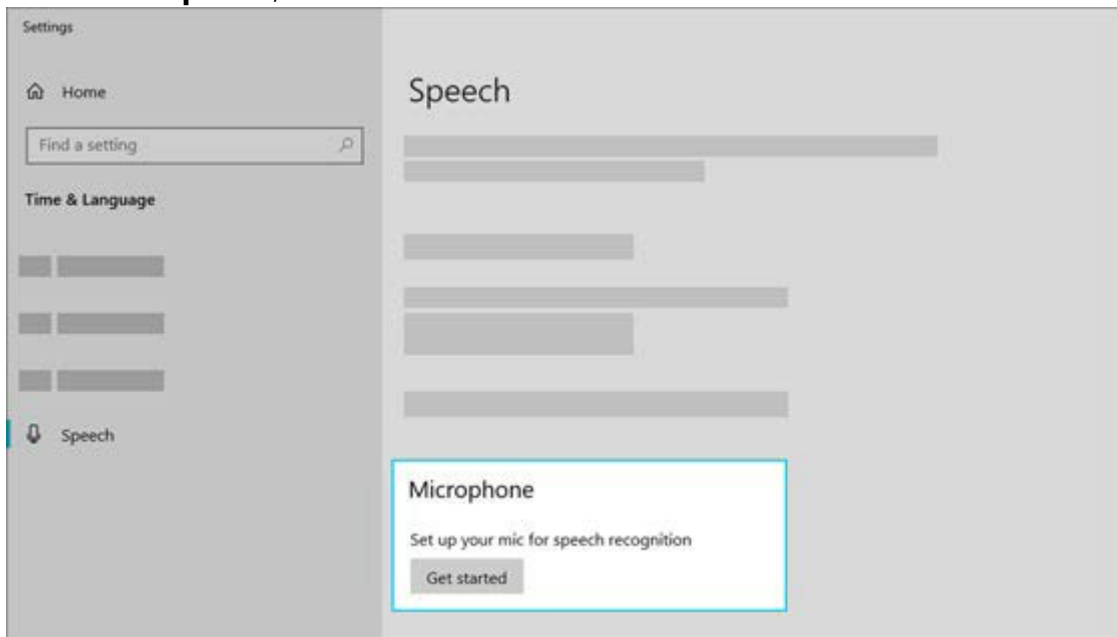 Settings
Home
Find a setting
Time & Language
Speech
Speech
Microphone
Set up your mic for speech recognition
Get started